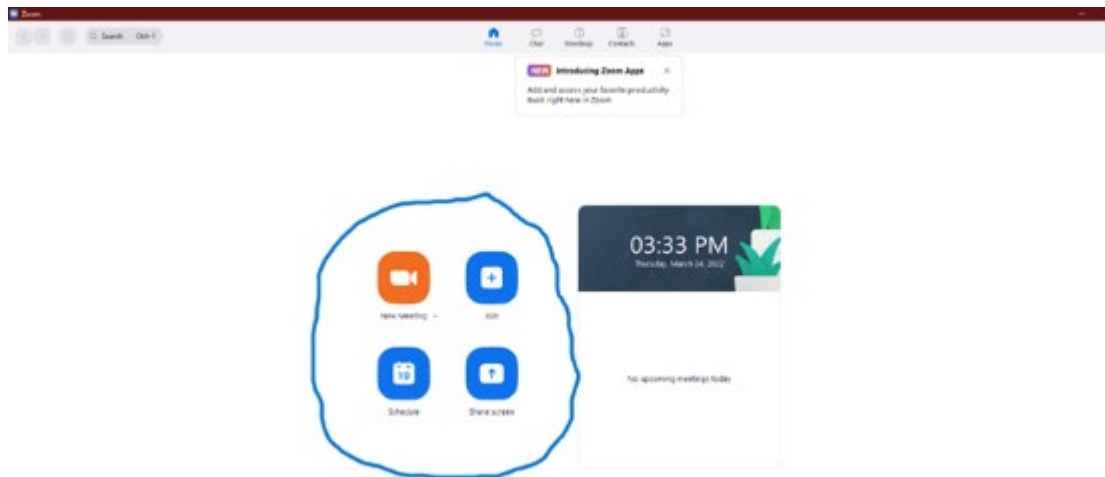 Zoom
Search Ctrl+F
Home Chat Meetings Contacts Apps
NEW Introducing Zoom Apps
Add and access your favorite productivity
tools right here in Zoom
03:33 PM
Thursday, March 24, 2022
New Meeting Join
10
Schedule Share screen
No upcoming meetings today